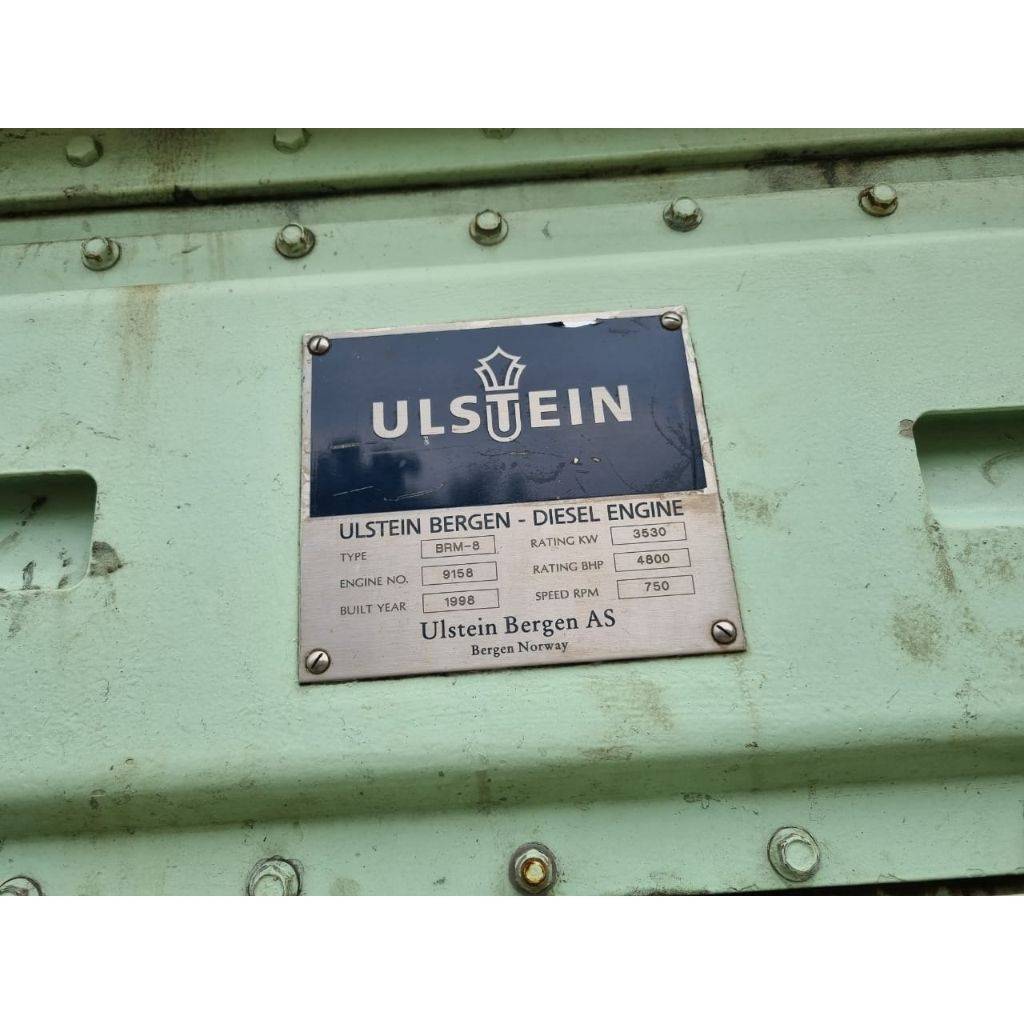 ULSTEIN
ULSTEIN BERGEN - DIESEL ENGINE
TYPE BRM-8 RATING KW 3530
ENGINE NO. 9158 RATING BHP 4800
BUILT YEAR 1998 SPEED RPM 750
Ulstein Bergen AS
Bergen Norway